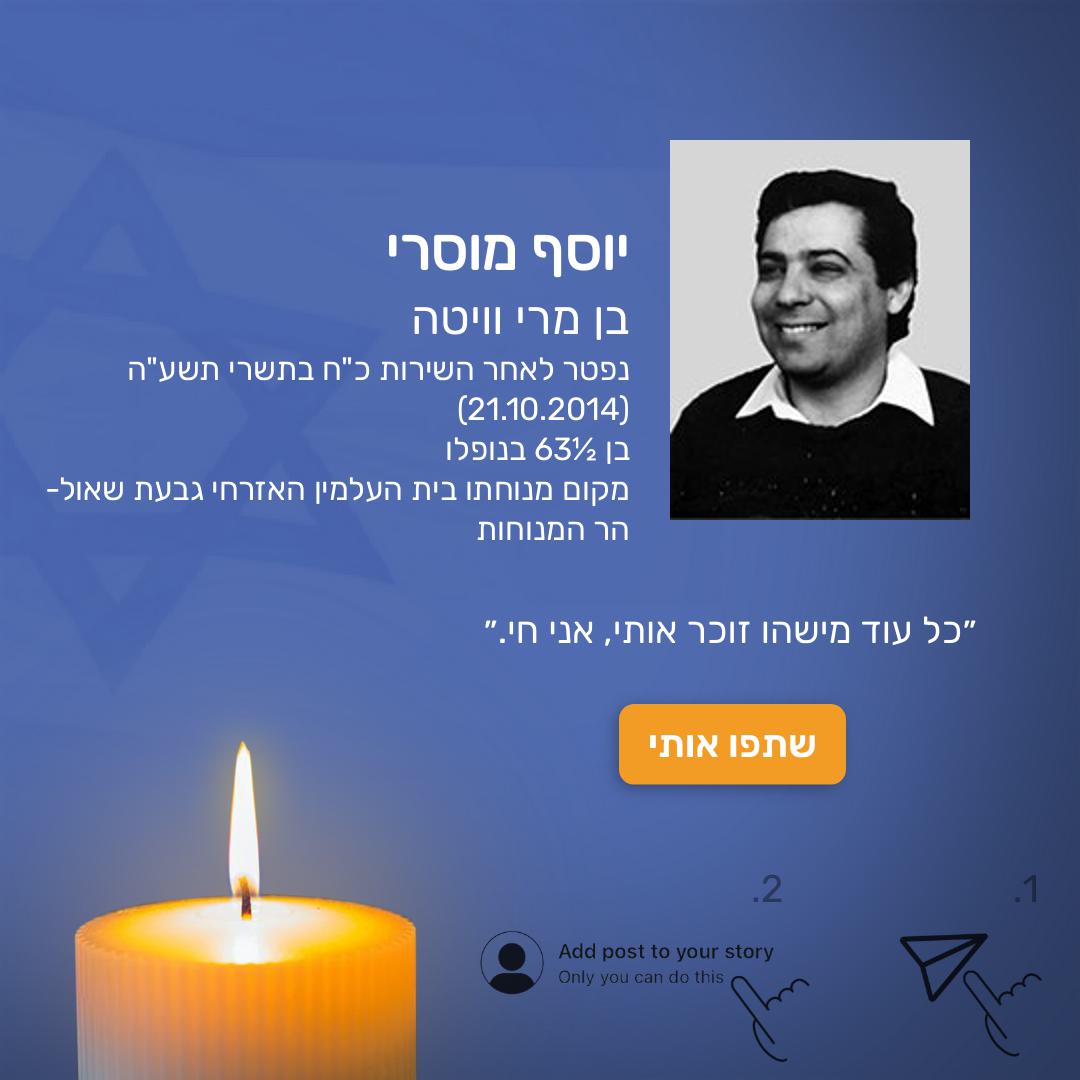 יוסף מוסרי
בן מרי וויטה
נפטר לאחר השירות כ"ח בתשרי תשע"ה
(21.10.2014)
בן 63½ בנופלו
מקום מנוחתו בית העלמין האזרחי גבעת שאול-
הר המנוחות
״כל עוד מישהו זוכר אותי, אני חי.״
שתפו אותי
1.
2.
Add post to your story
Only you can do this